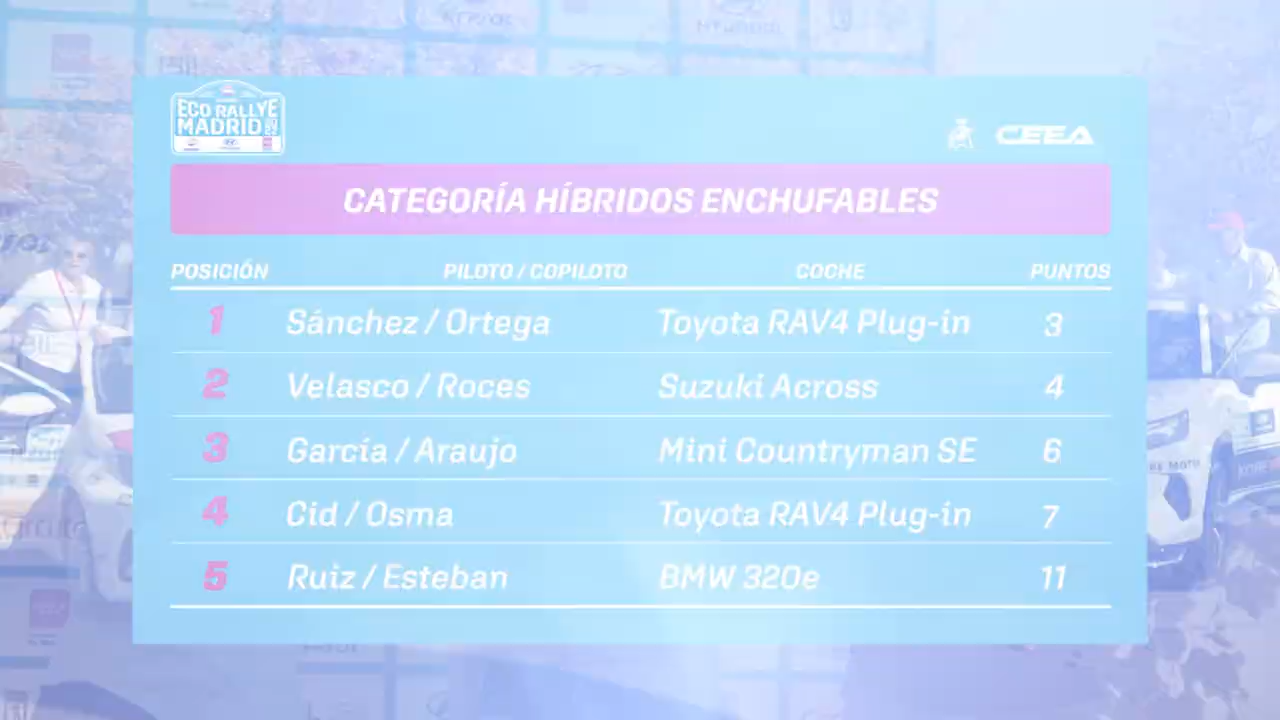 HYUNDAI
ECO RALLYE
MADRID
CEEA
CATEGORÍA HÍBRIDOS ENCHUFABLES
POSICIÓN PILOTO / COPILOTO COCHE PUNTOS
1 Sánchez / Ortega Toyota RAV4 Plug-in 3
2 Velasco / Roces Suzuki Across 4
3 García / Araujo Mini Countryman SE 6
4 Cid / Osma Toyota RAV4 Plug-in 7
5 Ruiz / Esteban BMW 320e 11